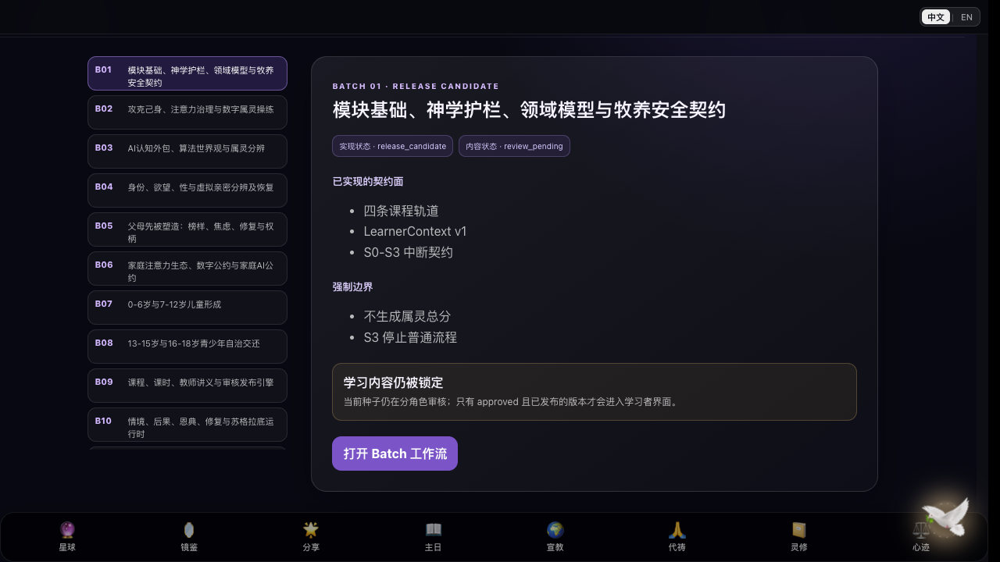 中文 | EN
B01 模块基础、神学护栏、领域模型与牧养
安全契约
B02 攻克己身、注意力治理与数字属灵操练
B03 AI认知外包、算法世界观与属灵分辨
B04 身份、欲望、性与虚拟亲密分辨及恢复
B05 父母先被塑造：榜样、焦虑、修复与权
柄
B06 家庭注意力生态、数字公约与家庭AI公
约
B07 0-6岁与7-12岁儿童形成
B08 13-15岁与16-18岁青少年自治交还
B09 课程、课时、教师讲义与审核发布引擎
B10 情境、后果、恩典、修复与苏格拉底运
行时
BATCH 01 · RELEASE CANDIDATE
模块基础、神学护栏、领域模型与牧养安全契约
实现状态 · release_candidate 内容状态 · review_pending
已实现的契约面
• 四条课程轨道
• LearnerContext v1
• S0-S3 中断契约
强制边界
• 不生成属灵总分
• S3 停止普通流程
学习内容仍被锁定
当前种子仍在分角色审核；只有 approved 且已发布的版本才会进入学习者界面。
打开 Batch 工作流
星球 镜鉴 分享 主日 宣教 代祷 灵修 心迹